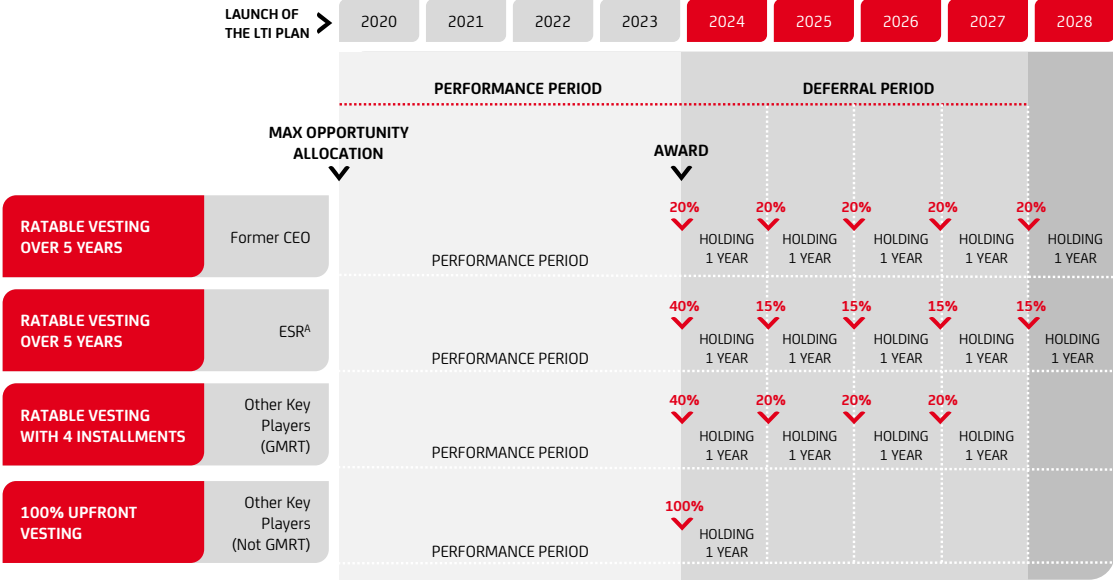 LAUNCH OF
THE LTI PLAN
2020 2021 2022 2023 2024 2025 2026 2027 2028
PERFORMANCE PERIOD DEFERRAL PERIOD
MAX OPPORTUNITY
ALLOCATION
AWARD
RATABLE VESTING
OVER 5 YEARS
Former CEO
PERFORMANCE PERIOD
20% 20% 20% 20% 20%
HOLDING HOLDING HOLDING HOLDING HOLDING
1 YEAR 1 YEAR 1 YEAR 1 YEAR 1 YEAR
RATABLE VESTING
OVER 5 YEARS
ESRᴬ
PERFORMANCE PERIOD
40% 15% 15% 15% 15%
HOLDING HOLDING HOLDING HOLDING HOLDING
1 YEAR 1 YEAR 1 YEAR 1 YEAR 1 YEAR
RATABLE VESTING
WITH 4 INSTALLMENTS
Other Key
Players
(GMRT)
PERFORMANCE PERIOD
40% 20% 20% 20%
HOLDING HOLDING HOLDING HOLDING
1 YEAR 1 YEAR 1 YEAR 1 YEAR
100% UPFRONT
VESTING
Other Key
Players
(Not GMRT)
PERFORMANCE PERIOD
100%
HOLDING
1 YEAR